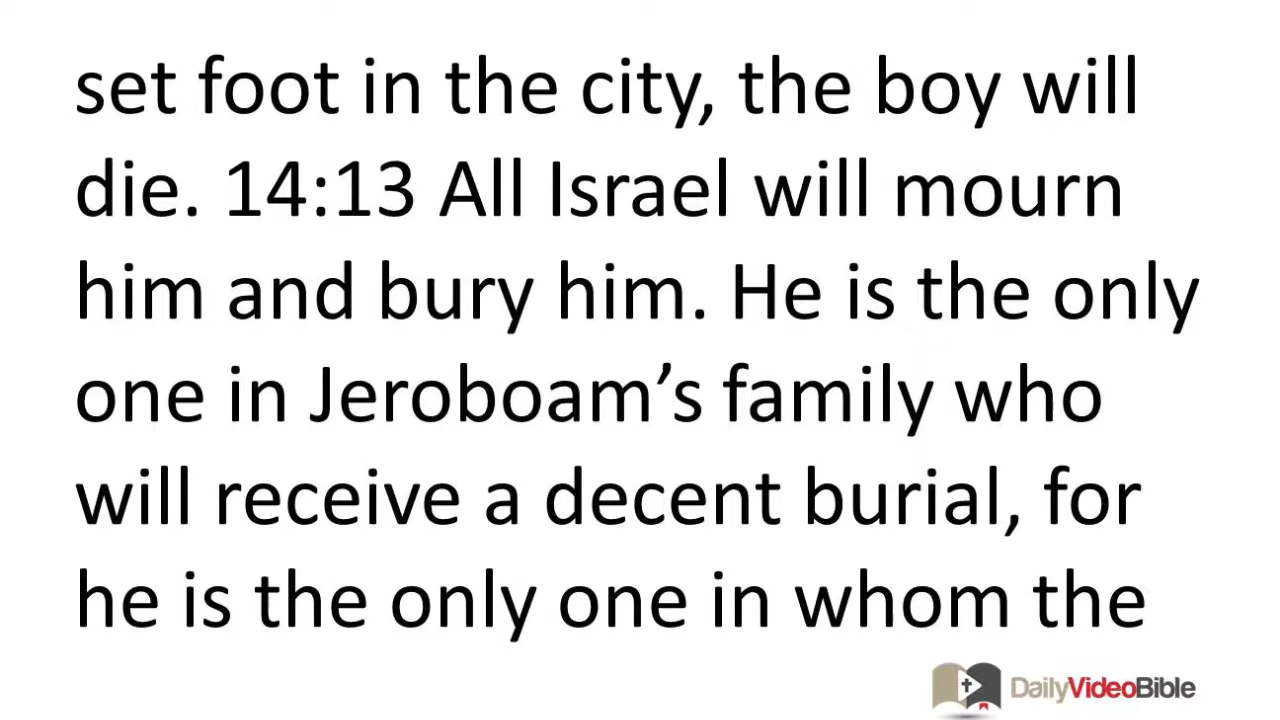 set foot in the city, the boy will
die. 14:13 All Israel will mourn
him and bury him. He is the only
one in Jeroboam’s family who
will receive a decent burial, for
he is the only one in whom the
DailyVideoBible